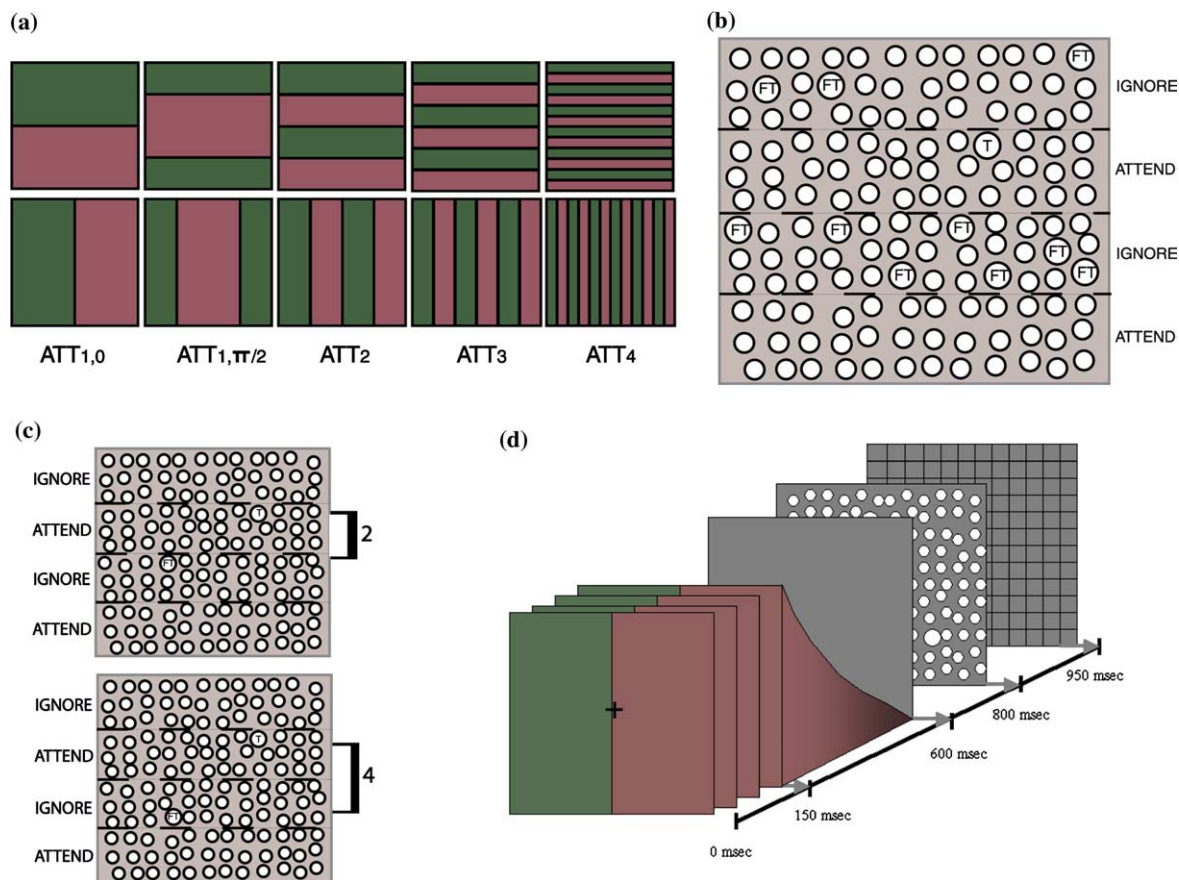 (a)
ATT1,0
ATT1,π/2
ATT2
ATT3
ATT4
(b)
FT
FT
FT
IGNORE
T
ATTEND
FT
FT
FT
FT
IGNORE
FT
FT
FT
ATTEND
(c)
IGNORE
T
ATTEND
2
FT
IGNORE
ATTEND
IGNORE
T
ATTEND
4
IGNORE
FT
ATTEND
(d)
950 msec
800 msec
600 msec
150 msec
0 msec